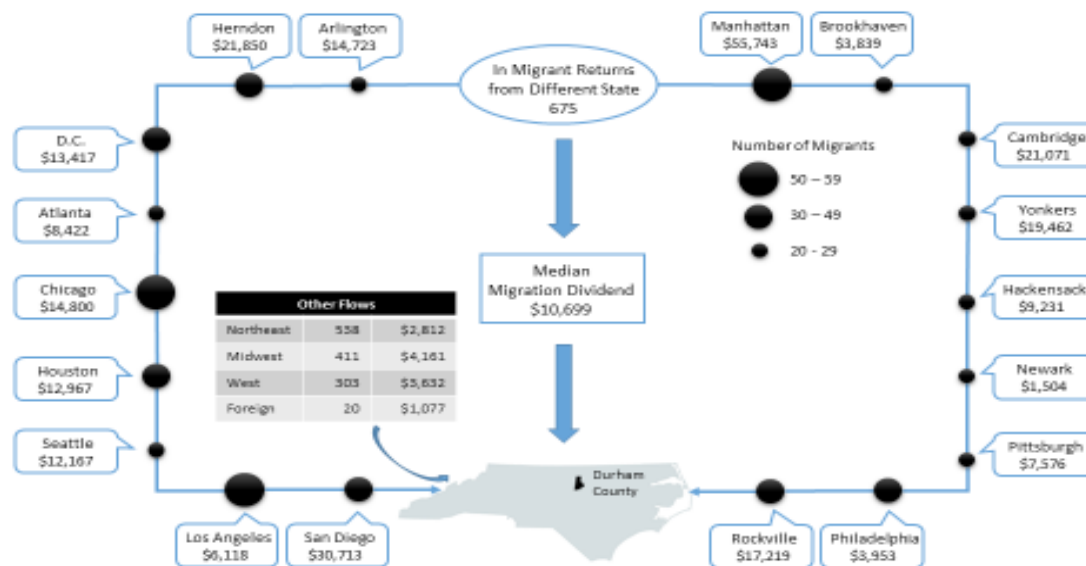 Herndon
$21,850
Arlington
$14,723
In Migrant Returns
from Different State
675
Manhattan
$55,743
Brookhaven
$3,839
D.C.
$13,417
Atlanta
$8,422
Chicago
$14,800
Houston
$12,967
Seattle
$12,167
Number of Migrants
50 – 59
30 – 49
20 - 29
Cambridge
$21,071
Yonkers
$19,462
Hackensack
$9,231
Newark
$1,504
Pittsburgh
$7,576
Median
Migration Dividend
$10,699
Other Flows
Northeast 538 $2,812
Midwest 411 $4,161
West 303 $3,632
Foreign 20 $1,077
Durham
County
Los Angeles
$6,118
San Diego
$30,713
Rockville
$17,219
Philadelphia
$3,953